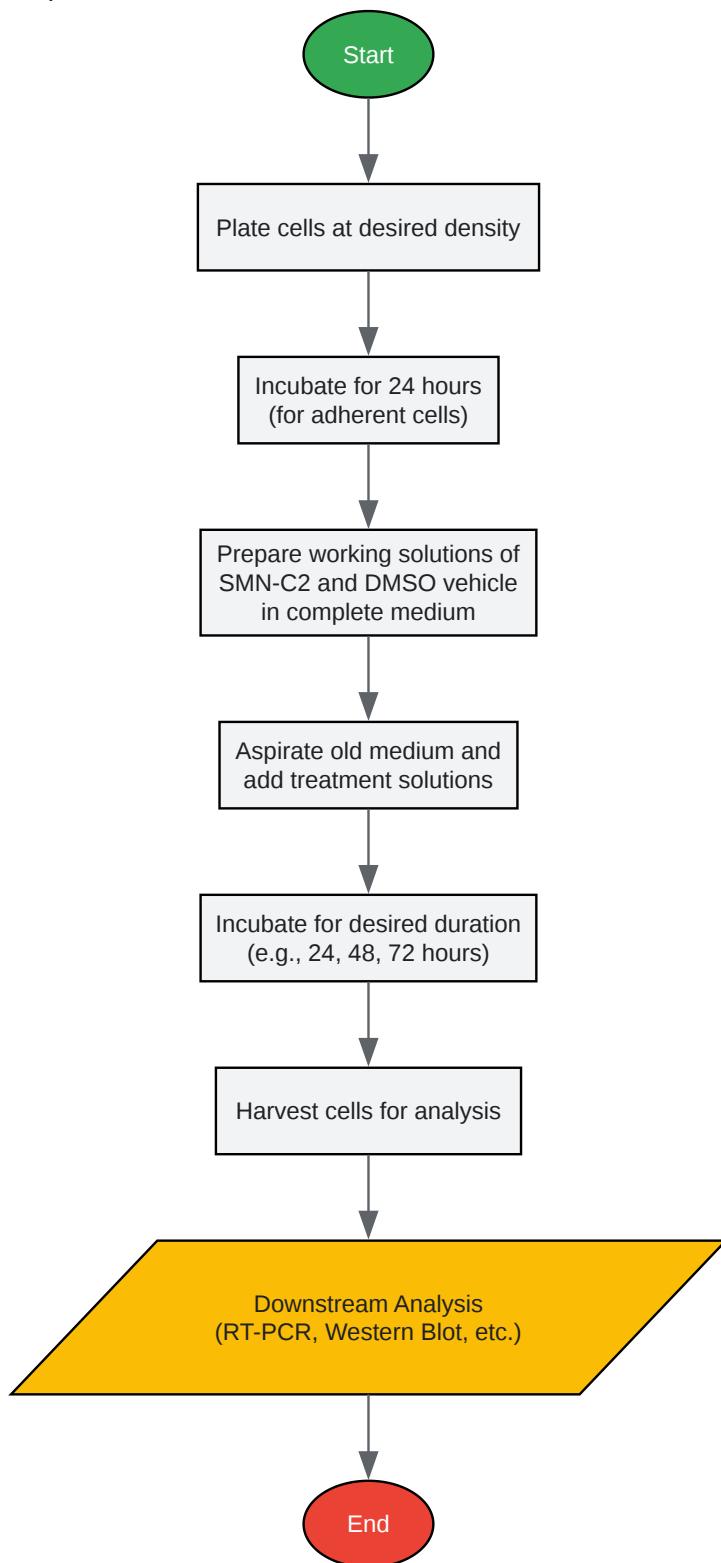 Start
Plate cells at desired density
Incubate for 24 hours
(for adherent cells)
Prepare working solutions of
SMN-C2 and DMSO vehicle
in complete medium
Aspirate old medium and
add treatment solutions
Incubate for desired duration
(e.g., 24, 48, 72 hours)
Harvest cells for analysis
Downstream Analysis
(RT-PCR, Western Blot, etc.)
End